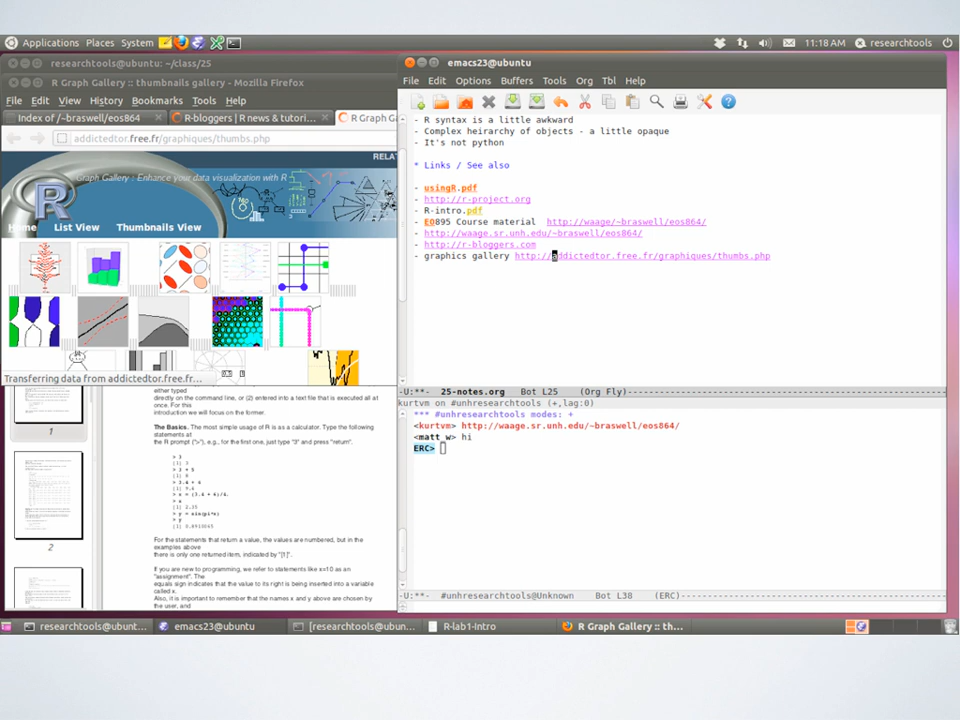 Applications Places System
11:18 AM researchtools
researchtools@ubuntu: ~/class/25
R Graph Gallery :: thumbnails gallery - Mozilla Firefox
File Edit View History Bookmarks Tools Help
Index of /~braswell/eos864
R-bloggers | R news & tutori...
R Graph G
addictedtor.free.fr/graphiques/thumbs.php
RELAT
Graph Gallery : Enhance your data visualization with R
R
Home List View Thumbnails View
Transferring data from addictedtor.free.fr...
1
2
either typed
directly on the command line, or (2) entered into a text file that is executed all at
once. For this
introduction we will focus on the former.
The Basics. The most simple usage of R is as a calculator. Type the following
statements at
the R prompt (">"), e.g., for the first one, just type "3" and press "return".
> 3
[1] 3
> 3 + 5
[1] 8
> 3.4 + 6
[1] 9.4
> x = (3.4 + 6)/4.
> x
[1] 2.35
> y = sin(pi*x)
> y
[1] 0.8910065
For the statements that return a value, the values are numbered, but in the
examples above
there is only one returned item, indicated by "[1]".
If you are new to programming, we refer to statements like x=10 as an
"assignment". The
equals sign indicates that the value to its right is being inserted into a variable
called x.
Also, it is important to remember that the names x and y above are chosen by
the user, and
emacs23@ubuntu
File Edit Options Buffers Tools Org Tbl Help
- R syntax is a little awkward
- Complex heirarchy of objects - a little opaque
- It's not python
* Links / See also
- usingR.pdf
- http://r-project.org
- R-intro.pdf
- EO895 Course material http://waage/~braswell/eos864/
- http://waage.sr.unh.edu/~braswell/eos864/
- http://r-bloggers.com
- graphics gallery http://addictedtor.free.fr/graphiques/thumbs.php
-U:**- 25-notes.org Bot L25 (Org Fly)
kurtvm on #unhresearchtools (+,lag:0)
*** #unhresearchtools modes: +
<kurtvm> http://waage.sr.unh.edu/~braswell/eos864/
<matt_w> hi
ERC>
-U:**- #unhresearchtools@Unknown Bot L38 (ERC)
researchtools@ubunt...
emacs23@ubuntu
[researchtools@ubun...
R-lab1-intro
R Graph Gallery :: th...